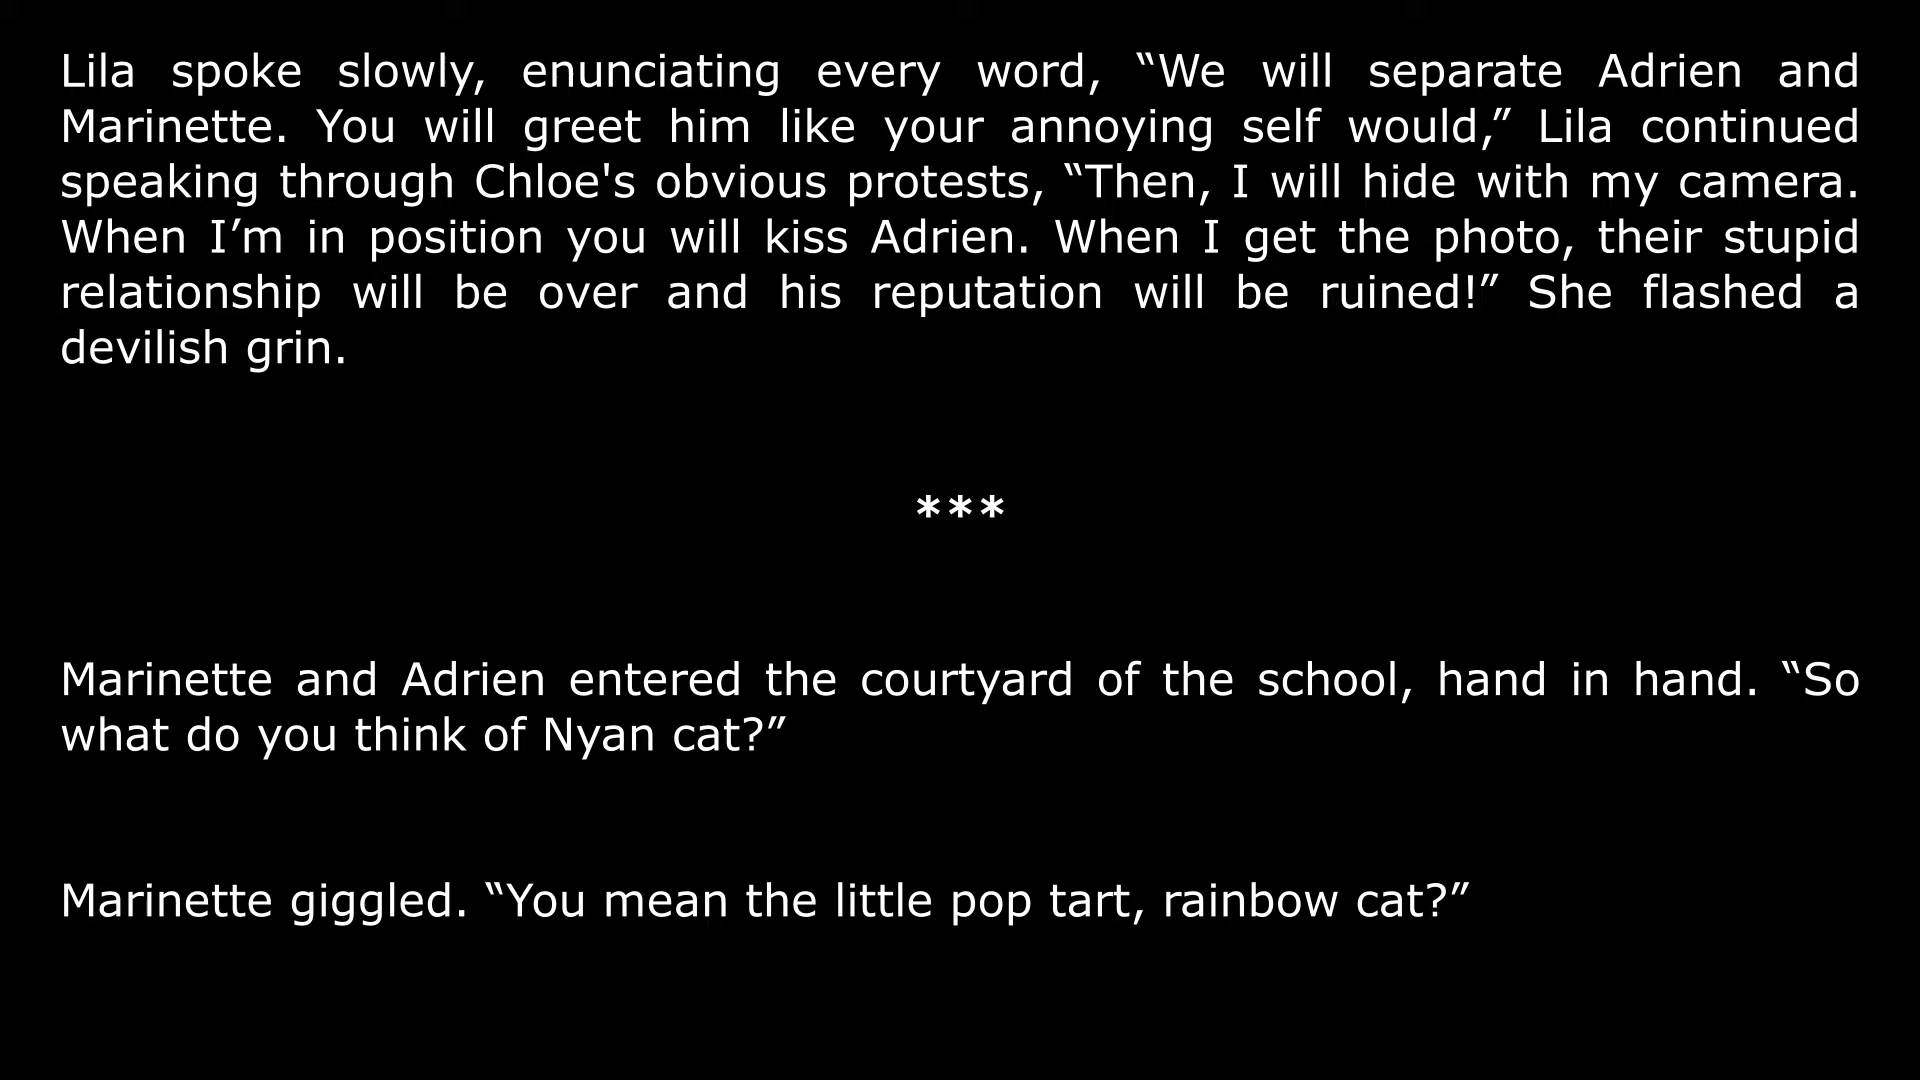 Lila spoke slowly, enunciating every word, “We will separate Adrien and
Marinette. You will greet him like your annoying self would,” Lila continued
speaking through Chloe's obvious protests, “Then, I will hide with my camera.
When I’m in position you will kiss Adrien. When I get the photo, their stupid
relationship will be over and his reputation will be ruined!” She flashed a
devilish grin.
***
Marinette and Adrien entered the courtyard of the school, hand in hand. “So
what do you think of Nyan cat?”
Marinette giggled. “You mean the little pop tart, rainbow cat?”